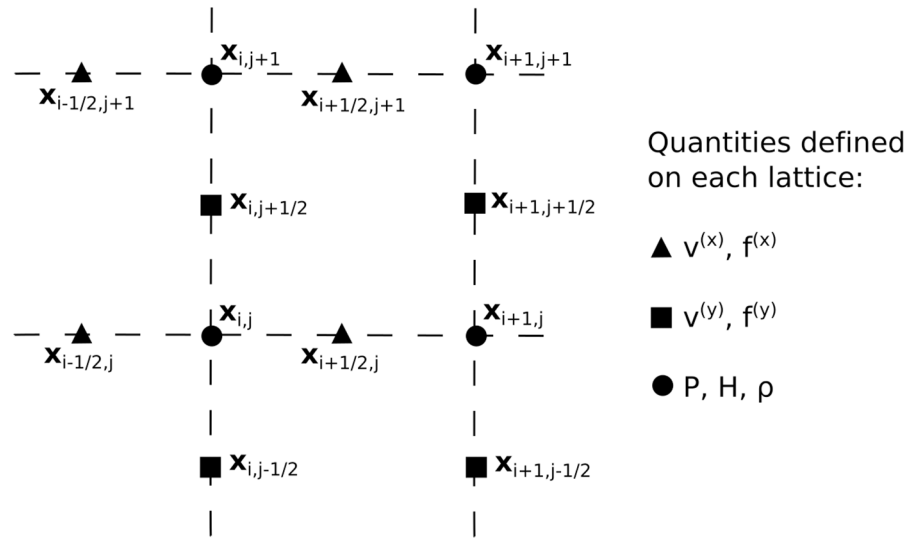 x_{i,j+1} x_{i+1,j+1}
x_{i-1/2,j+1} x_{i+1/2,j+1}
Quantities defined
on each lattice:
x_{i,j+1/2} x_{i+1,j+1/2}
v^{(x)}, f^{(x)}
x_{i,j} x_{i+1,j}
v^{(y)}, f^{(y)}
x_{i-1/2,j} x_{i+1/2,j}
P, H, ρ
x_{i,j-1/2} x_{i+1,j-1/2}